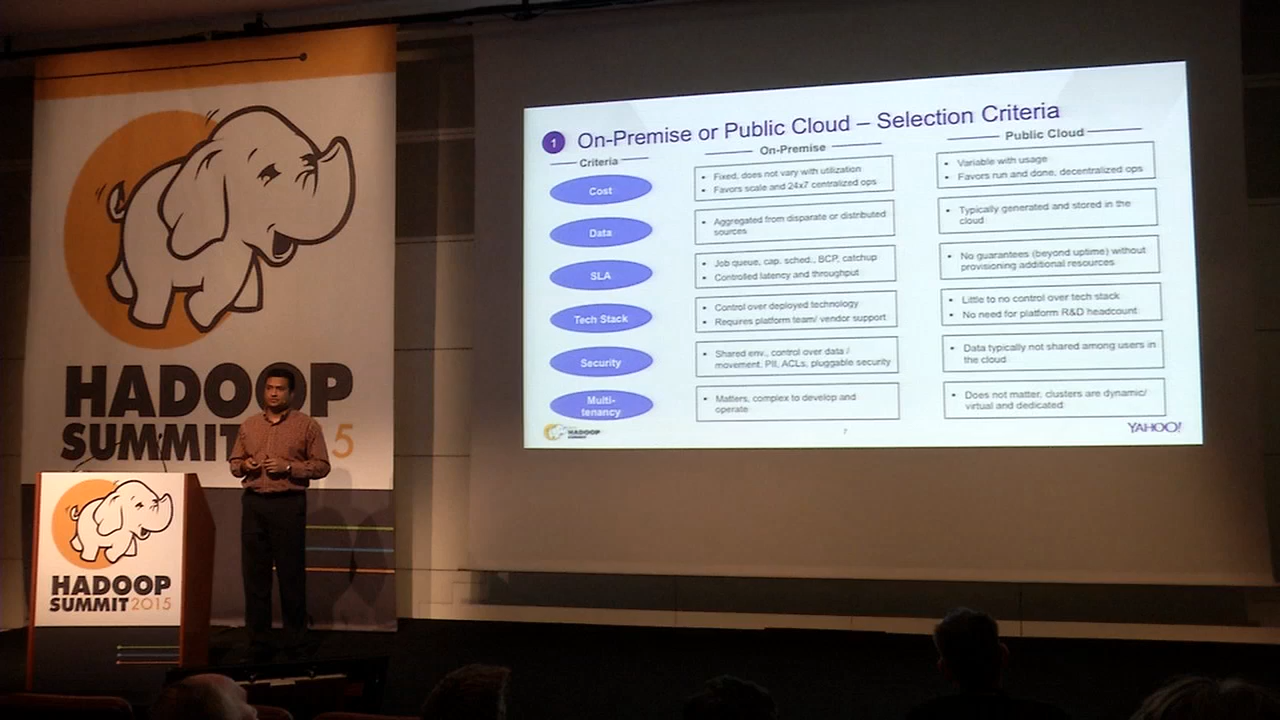 HADOOP
SUMMIT 5
HADOOP
SUMMIT 2015
1 On-Premise or Public Cloud – Selection Criteria
Criteria
On-Premise
Public Cloud
Cost
• Fixed, does not vary with utilization
• Favors scale and 24x7 centralized ops
• Variable with usage
• Favors run and done, decentralized ops
Data
• Aggregated from disparate or distributed
sources
• Typically generated and stored in the
cloud
SLA
• Job queue, cap. sched., BCP, catchup
• Controlled latency and throughput
• No guarantees (beyond uptime) without
provisioning additional resources
Tech Stack
• Control over deployed technology
• Requires platform team/ vendor support
• Little to no control over tech stack
• No need for platform R&D headcount
Security
• Shared env., control over data /
movement, PII, ACLs, pluggable security
• Data typically not shared among users in
the cloud
Multi-
tenancy
• Matters, complex to develop and
operate
• Does not matter, clusters are dynamic/
virtual and dedicated
HADOOP
SUMMIT
7
YAHOO!